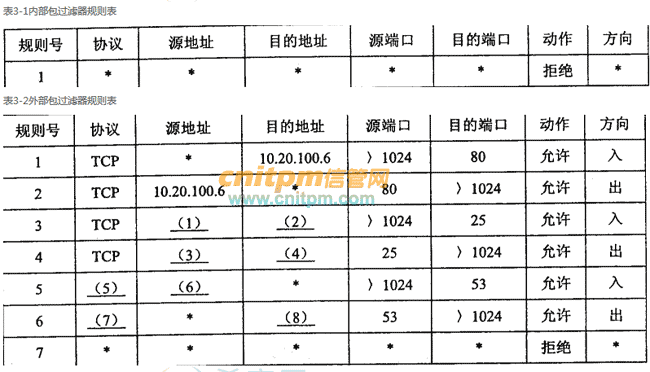 表3-1内部包过滤器规则表
规则号 协议 源地址 目的地址 源端口 目的端口 动作 方向
1 * * * * * 拒绝 *
表3-2外部包过滤器规则表
规则号 协议 源地址 目的地址 源端口 目的端口 动作 方向
1 TCP * 10.20.100.6 〉1024 80 允许 入
2 TCP 10.20.100.6 * 80 〉1024 允许 出
cnitpm信管网
www.cnitpm.com
3 TCP (1) (2) 〉1024 25 允许 入
4 TCP (3) (4) 25 〉1024 允许 出
5 (5) (6) * 〉1024 53 允许 入
6 (7) * (8) 53 〉1024 允许 出
7 * * * * * 拒绝 *